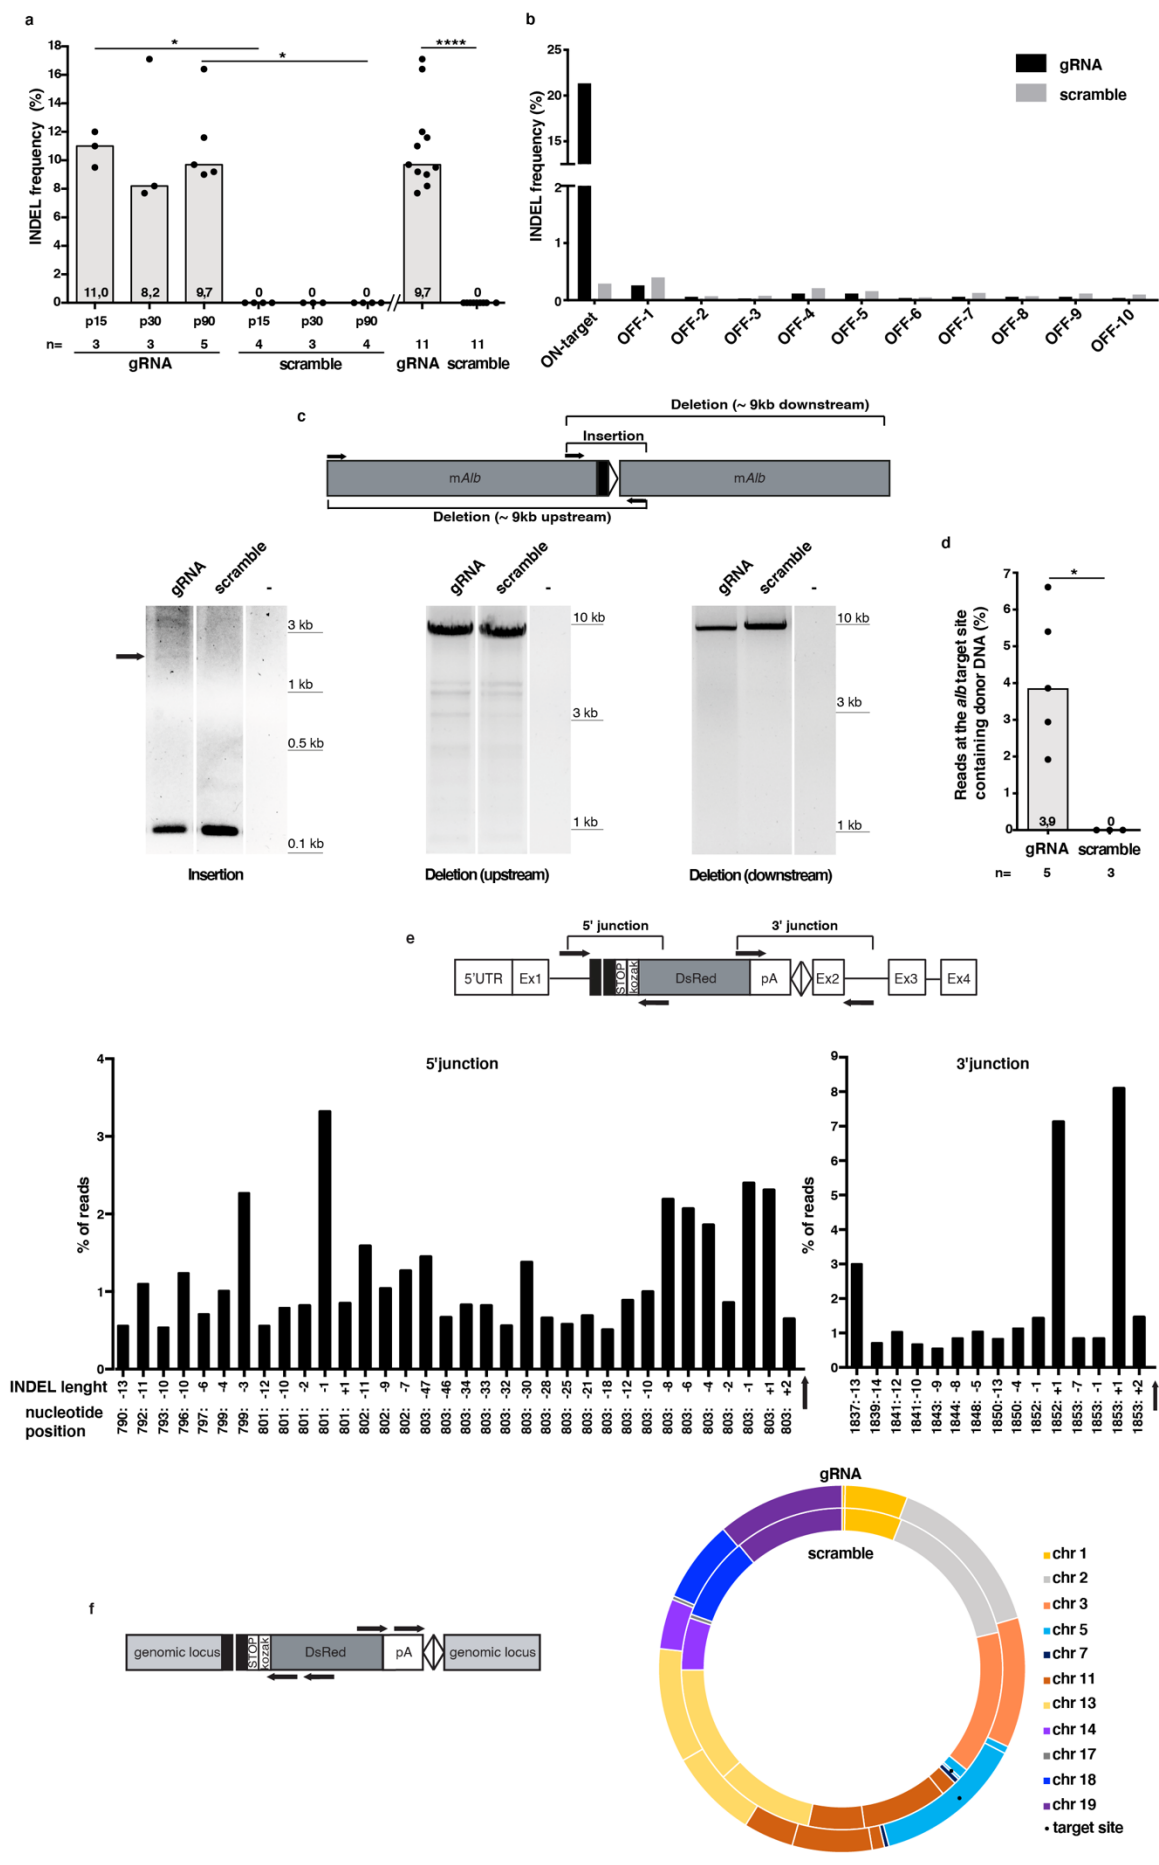 a
*
*
****
INDEL frequency (%)
18
16
14
12
10
8
6
4
2
0
11,0
8,2
9,7
0
0
0
9,7
0
p15
p30
p90
p15
p30
p90
n=
3
3
5
4
3
4
11
11
gRNA
scramble
gRNA
scramble
b
INDEL frequency (%)
25
20
15
2
1
0
gRNA
scramble
ON-target
OFF-1
OFF-2
OFF-3
OFF-4
OFF-5
OFF-6
OFF-7
OFF-8
OFF-9
OFF-10
c
Deletion (~ 9kb downstream)
Insertion
mAlb
mAlb
Deletion (~ 9kb upstream)
gRNA
scramble
-
3 kb
1 kb
0.5 kb
0.1 kb
Insertion
gRNA
scramble
-
10 kb
3 kb
1 kb
Deletion (upstream)
gRNA
scramble
-
10 kb
3 kb
1 kb
Deletion (downstream)
d
Reads at the alb target site
containing donor DNA (%)
7
6
5
4
3
2
1
0
*
3,9
0
gRNA
scramble
n=
5
3
e
5' junction
3' junction
5'UTR
Ex1
STOP
kozak
DsRed
pA
Ex2
Ex3
Ex4
5'junction
% of reads
4
3
2
1
0
INDEL lenght
nucleotide
position
790: -13
792: -11
793: -10
796: -10
797: -6
799: -4
799: -3
801: -12
801: -10
801: -2
801: -1
801: +1
802: -11
802: -9
802: -7
803: -47
803: -46
803: -34
803: -33
803: -32
803: -30
803: -28
803: -25
803: -21
803: -18
803: -12
803: -10
803: -8
803: -6
803: -4
803: -2
803: -1
803: +1
803: +2
3'junction
% of reads
9
8
7
6
5
4
3
2
1
0
1837: -13
1839: -14
1841: -12
1841: -10
1843: -9
1844: -8
1848: -5
1850: -13
1850: -4
1852: -1
1852: +1
1853: -7
1853: -1
1853: +1
1853: +2
f
genomic locus
STOP
kozak
DsRed
pA
genomic locus
gRNA
scramble
chr 1
chr 2
chr 3
chr 5
chr 7
chr 11
chr 13
chr 14
chr 17
chr 18
chr 19
target site